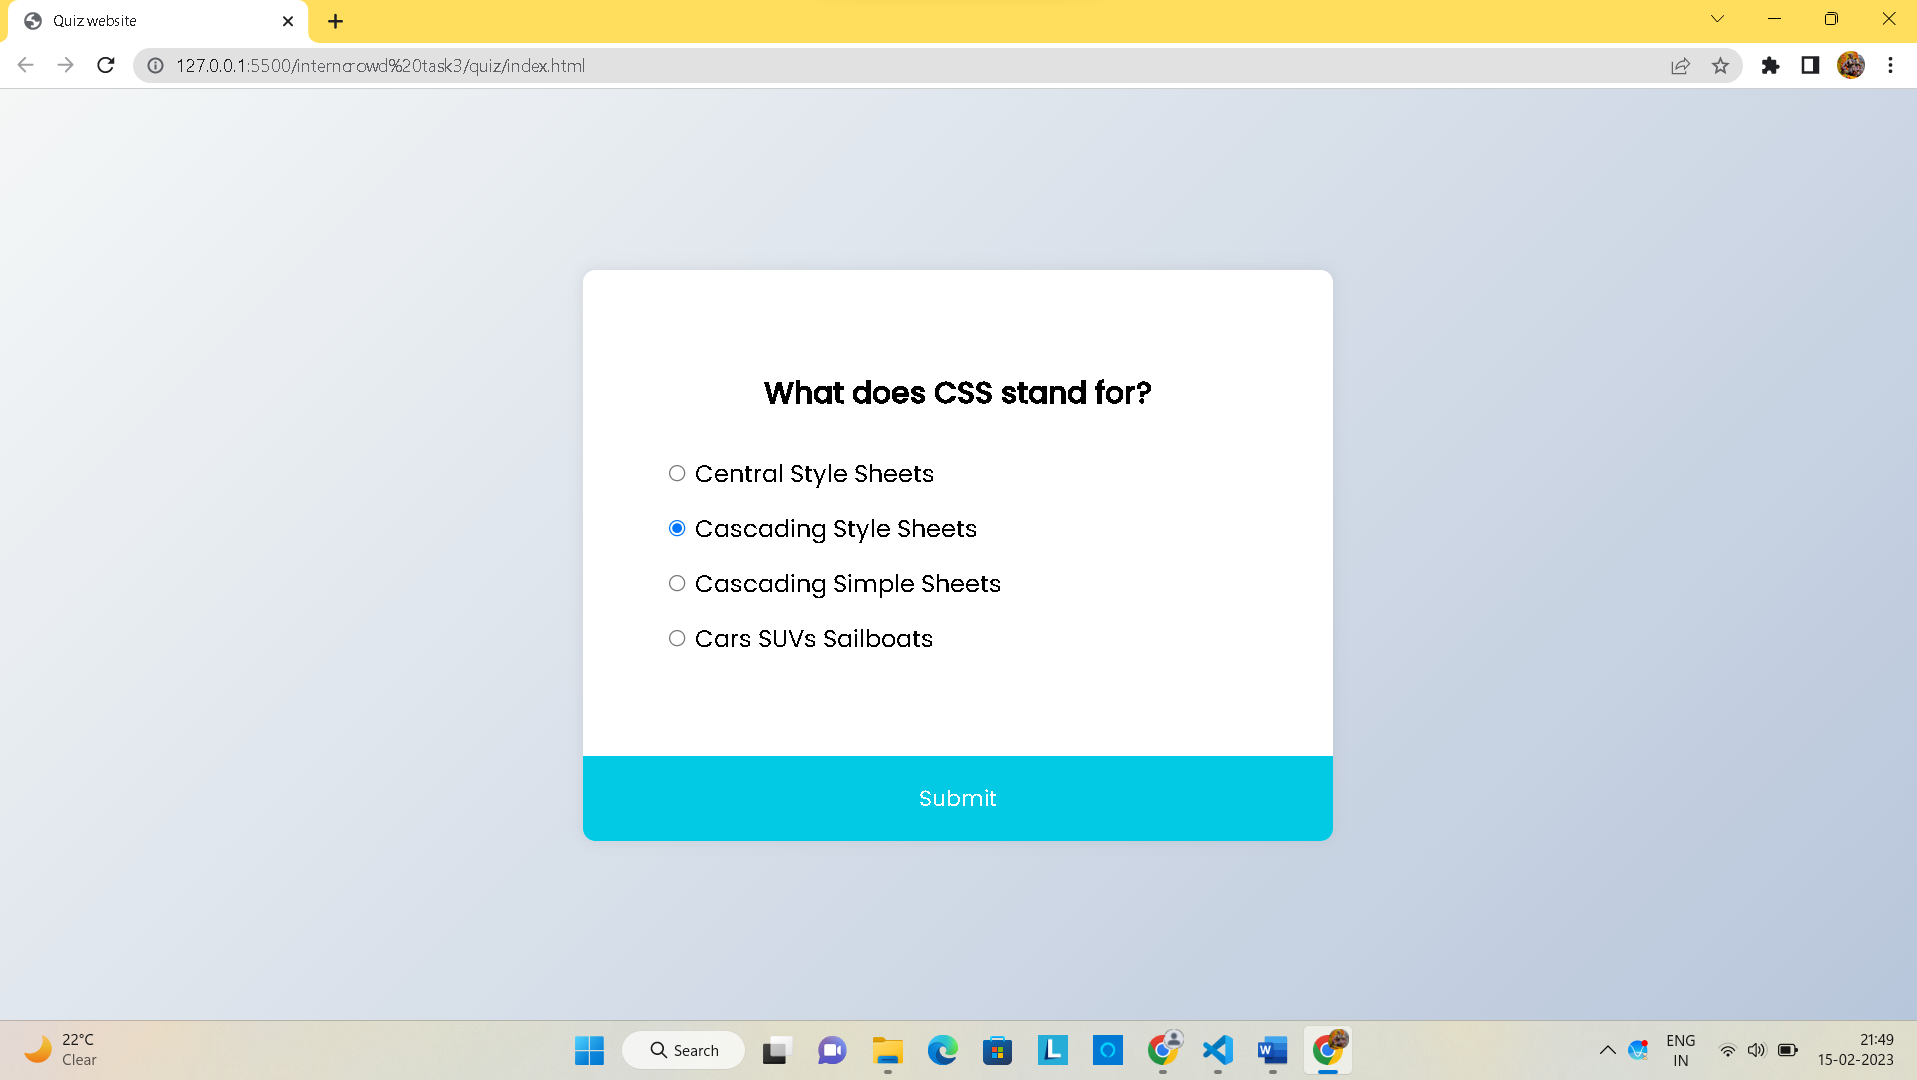 Quiz website
127.0.0.1:5500/interncrowd%20task3/quiz/index.html
What does CSS stand for?
Central Style Sheets
Cascading Style Sheets
Cascading Simple Sheets
Cars SUVs Sailboats
Submit
22°C
Clear
Search
ENG
IN
21:49
15-02-2023